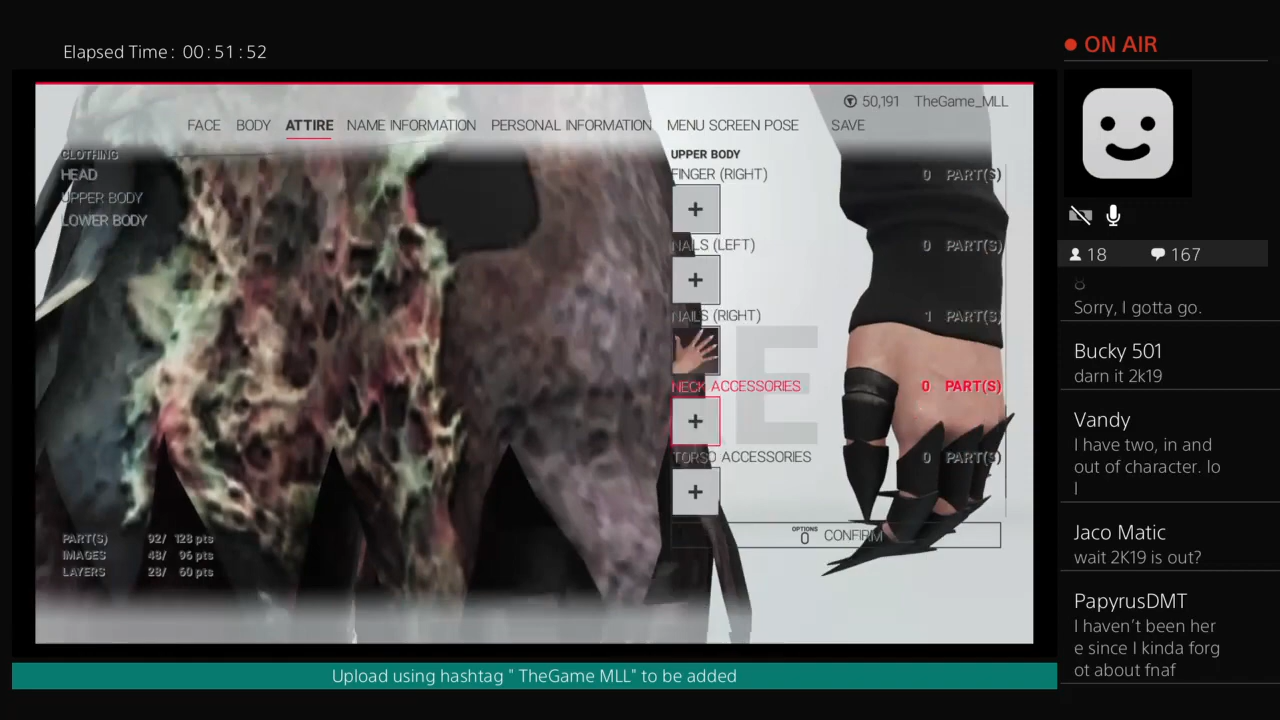 Elapsed Time: 00:51:52
ON AIR
50,191 TheGame_MLL
FACE BODY ATTIRE NAME INFORMATION PERSONAL INFORMATION MENU SCREEN POSE SAVE
CLOTHING
HEAD
UPPER BODY
LOWER BODY
UPPER BODY
FINGER (RIGHT) 0 PART(S)
NAILS (LEFT) 0 PART(S)
NAILS (RIGHT) 1 PART(S)
NECK ACCESSORIES 0 PART(S)
TORSO ACCESSORIES 0 PART(S)
OPTIONS
CONFIRM
PART(S) 92/ 128 pts
IMAGES 48/ 96 pts
LAYERS 28/ 60 pts
Upload using hashtag " TheGame MLL" to be added
18 167
Sorry, I gotta go.
Bucky 501
darn it 2k19
Vandy
I have two, in and
out of character. lo
l
Jaco Matic
wait 2K19 is out?
PapyrusDMT
I haven't been her
e since I kinda forg
ot about fnaf